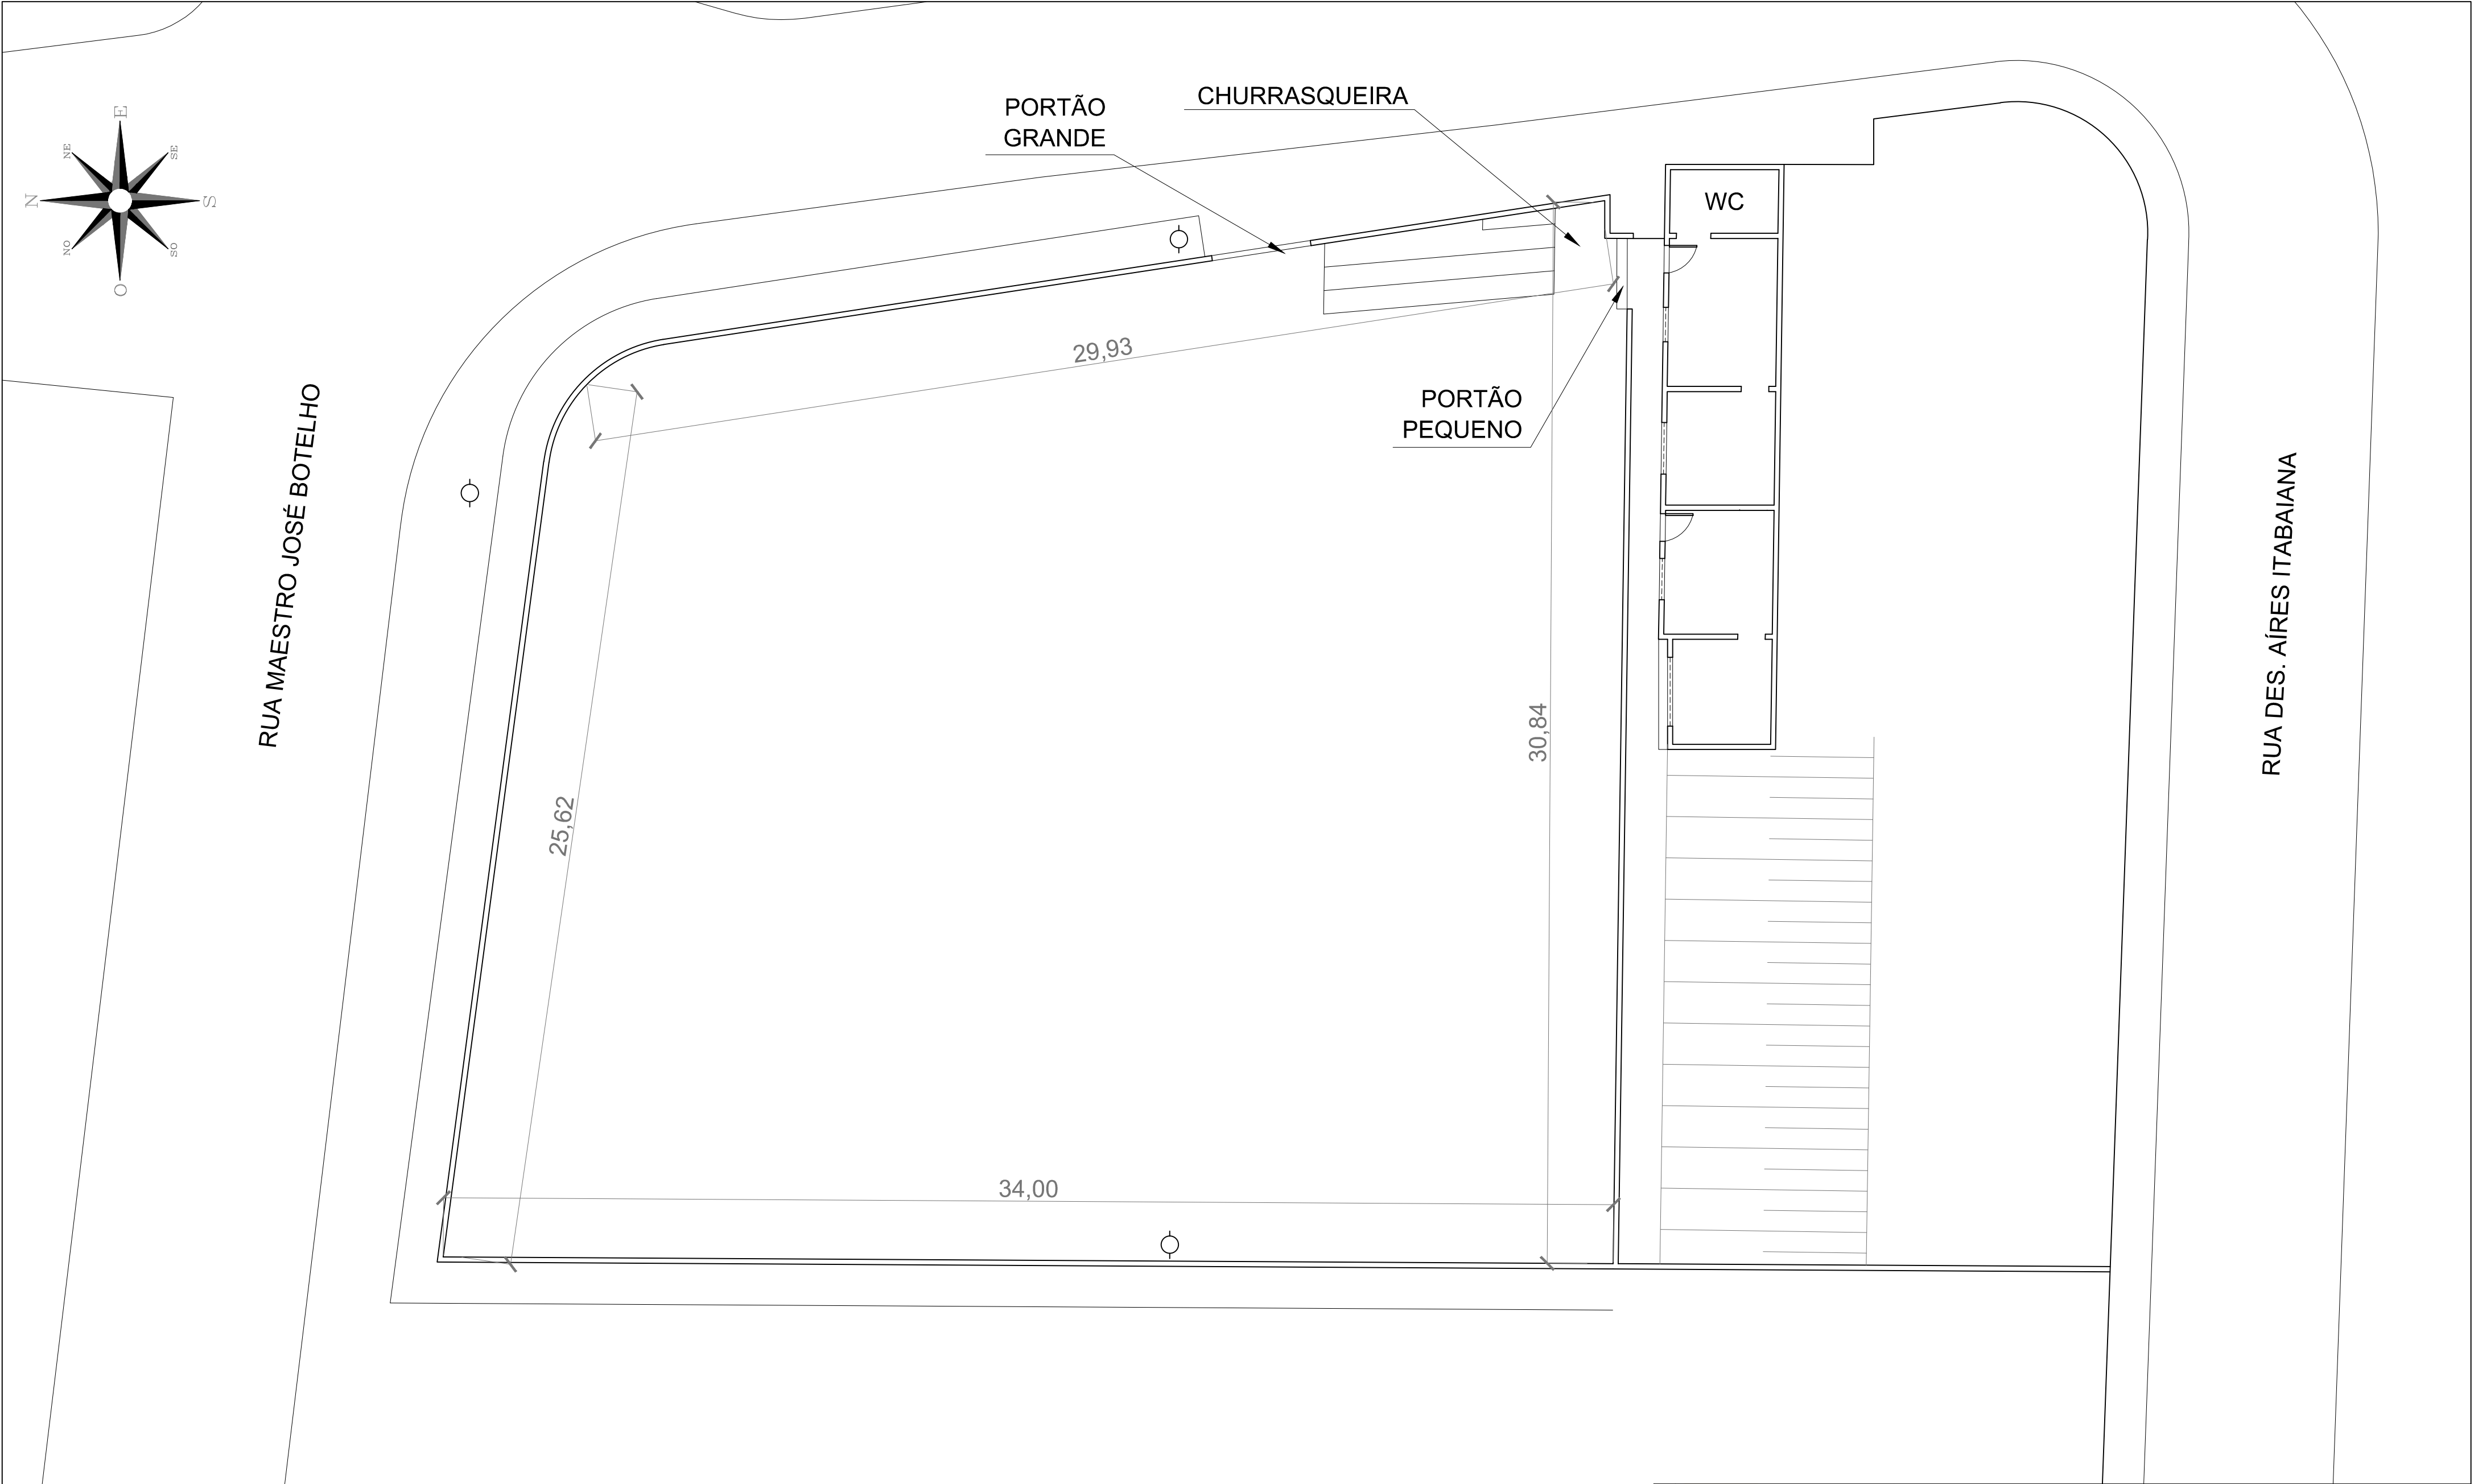 E
NE
SE
N
S
NO
SO
O
PORTÃO
GRANDE
CHURRASQUEIRA
WC
29,93
PORTÃO
PEQUENO
RUA MAESTRO JOSÉ BOTELHO
RUA DES. AÍRES ITABAIANA
30,84
25,62
34,00